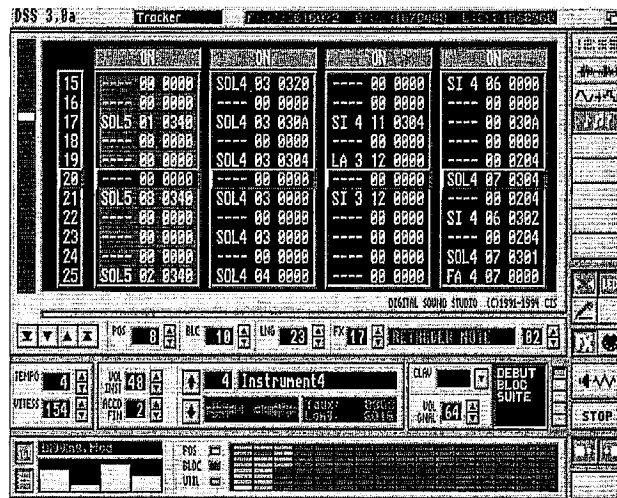 DSS 3,0a Tracker
ON ON ON ON
15 ---- 00 0000 SOL4 03 0320 ---- 00 0000 SI 4 06 0000
16 ---- 00 0000 ---- 00 0000 ---- 00 0000 ---- 00 0000
17 SOL5 01 0340 SOL4 03 030A SI 4 11 0304 ---- 00 030A
18 ---- 00 0000 ---- 00 0000 ---- 00 0000 ---- 00 0000
19 ---- 00 0000 SOL4 03 0304 LA 3 12 0000 ---- 00 0204
20 ---- 00 0000 ---- 00 0000 ---- 00 0000 SOL4 07 0304
21 SOL5 08 0340 SOL4 03 0000 SI 3 12 0000 ---- 00 0204
22 ---- 00 0000 ---- 00 0000 ---- 00 0000 SI 4 06 0302
23 ---- 00 0000 SOL4 03 0000 ---- 00 0000 ---- 00 0204
24 ---- 00 0000 ---- 00 0000 ---- 00 0000 SOL4 07 0301
25 SOL5 02 0340 SOL4 04 0000 ---- 00 0000 FA 4 07 0000
DIGITAL SOUND STUDIO (C)1991-1994 CIS
POS 8 BLC 10 LNG 23 FX 17 RETRIGGER NOTE 02
TEMPO 4 VOL INST 48 4 Instrument4 CLAV DEBUT
BLOC
SUITE
VITESS 154 ACCO FIN 2 VOL GNRL 64
STOP
POS
BLOC
UTIL